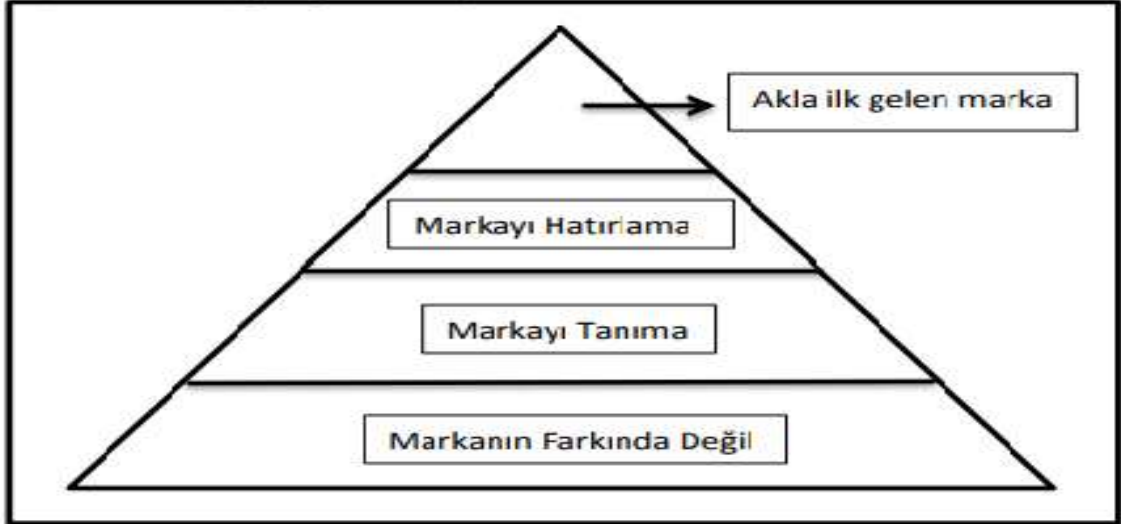 Akla ilk gelen marka
Markayı Hatırlama
Markayı Tanıma
Markanın Farkında Değil